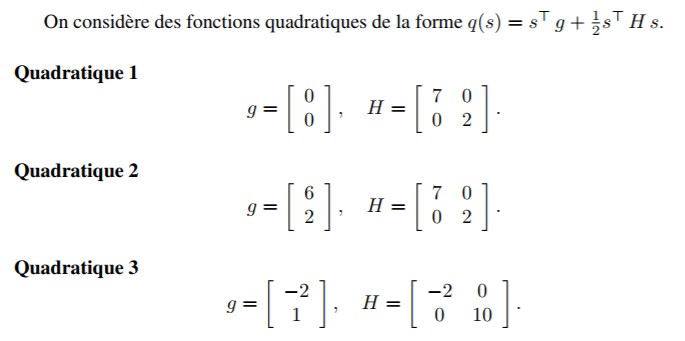 On considère des fonctions quadratiques de la forme $q(s) = s^\top g + \frac{1}{2} s^\top H s$.
Quadratique 1
$g = \begin{bmatrix} 0 \\ 0 \end{bmatrix}, \quad H = \begin{bmatrix} 7 & 0 \\ 0 & 2 \end{bmatrix}.$
Quadratique 2
$g = \begin{bmatrix} 6 \\ 2 \end{bmatrix}, \quad H = \begin{bmatrix} 7 & 0 \\ 0 & 2 \end{bmatrix}.$
Quadratique 3
$g = \begin{bmatrix} -2 \\ 1 \end{bmatrix}, \quad H = \begin{bmatrix} -2 & 0 \\ 0 & 10 \end{bmatrix}.$